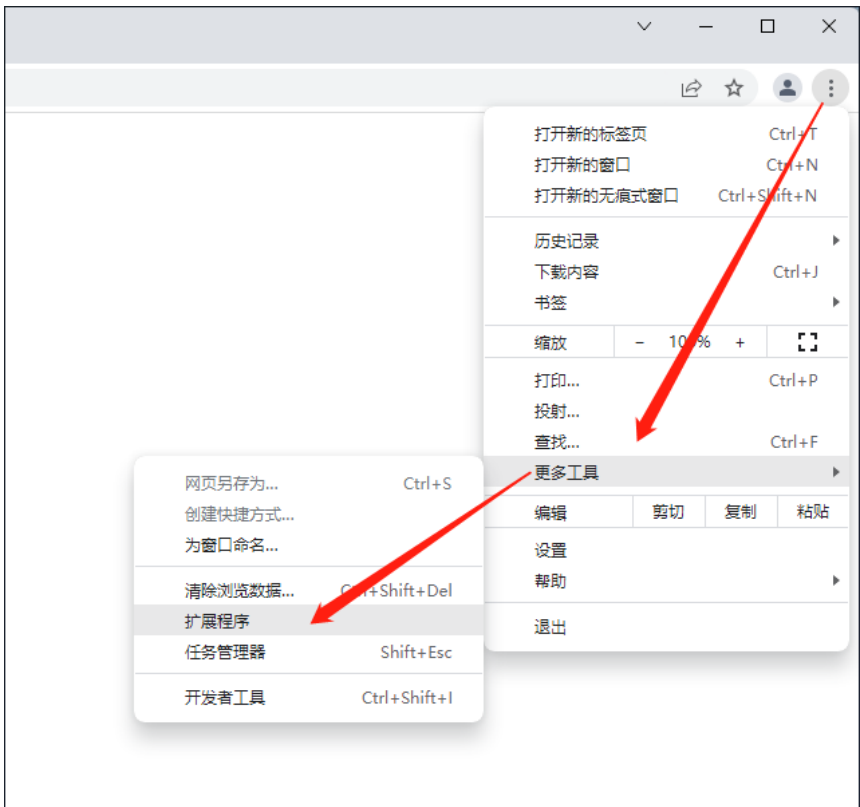 打开新的标签页 Ctrl+T
打开新的窗口 Ctrl+N
打开新的无痕式窗口 Ctrl+Shift+N
历史记录
下载内容 Ctrl+J
书签
缩放 - 100% +
打印... Ctrl+P
投射...
查找... Ctrl+F
更多工具
编辑 剪切 复制 粘贴
设置
帮助
退出
网页另存为... Ctrl+S
创建快捷方式...
为窗口命名...
清除浏览数据... Ctrl+Shift+Del
扩展程序
任务管理器 Shift+Esc
开发者工具 Ctrl+Shift+I